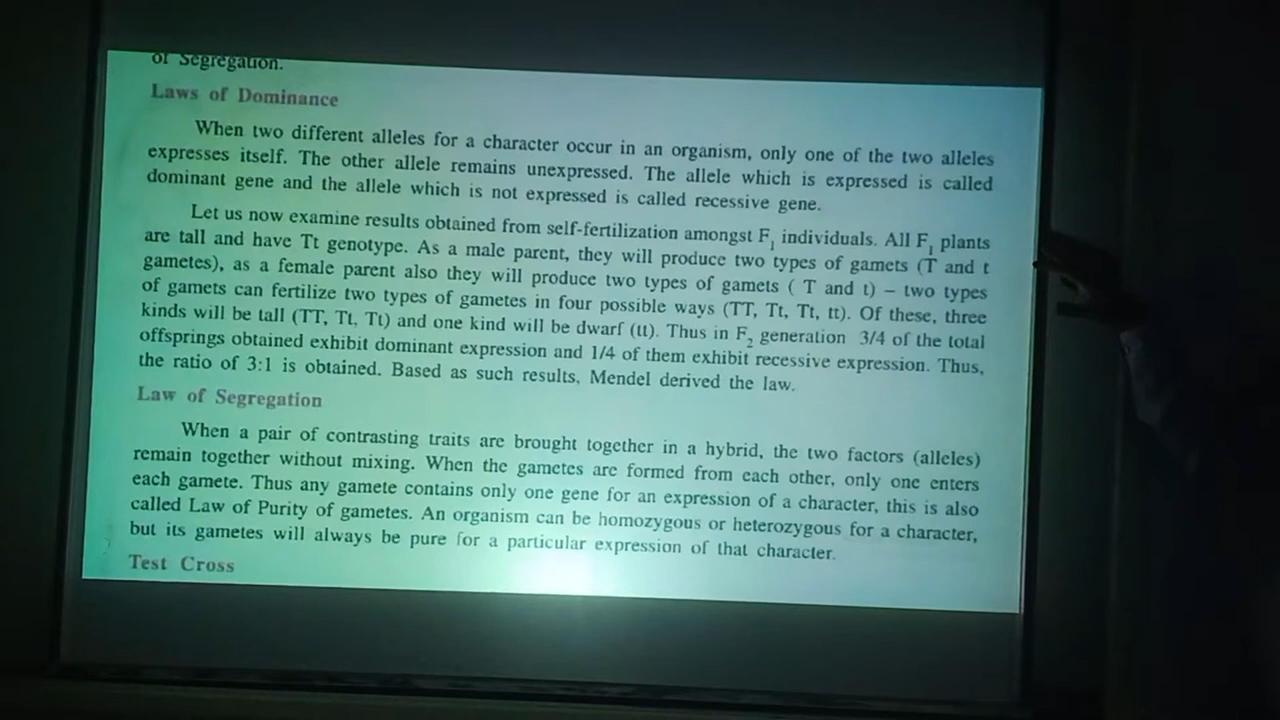 of Segregation.
Laws of Dominance
When two different alleles for a character occur in an organism, only one of the two alleles
expresses itself. The other allele remains unexpressed. The allele which is expressed is called
dominant gene and the allele which is not expressed is called recessive gene.
Let us now examine results obtained from self-fertilization amongst F₁ individuals. All F₁ plants
are tall and have Tt genotype. As a male parent, they will produce two types of gamets (T and t
gametes), as a female parent also they will produce two types of gamets ( T and t) – two types
of gamets can fertilize two types of gametes in four possible ways (TT, Tt, Tt, tt). Of these, three
kinds will be tall (TT, Tt, Tt) and one kind will be dwarf (tt). Thus in F₂ generation 3/4 of the total
offsprings obtained exhibit dominant expression and 1/4 of them exhibit recessive expression. Thus,
the ratio of 3:1 is obtained. Based as such results, Mendel derived the law.
Law of Segregation
When a pair of contrasting traits are brought together in a hybrid, the two factors (alleles)
remain together without mixing. When the gametes are formed from each other, only one enters
each gamete. Thus any gamete contains only one gene for an expression of a character, this is also
called Law of Purity of gametes. An organism can be homozygous or heterozygous for a character,
but its gametes will always be pure for a particular expression of that character.
Test Cross